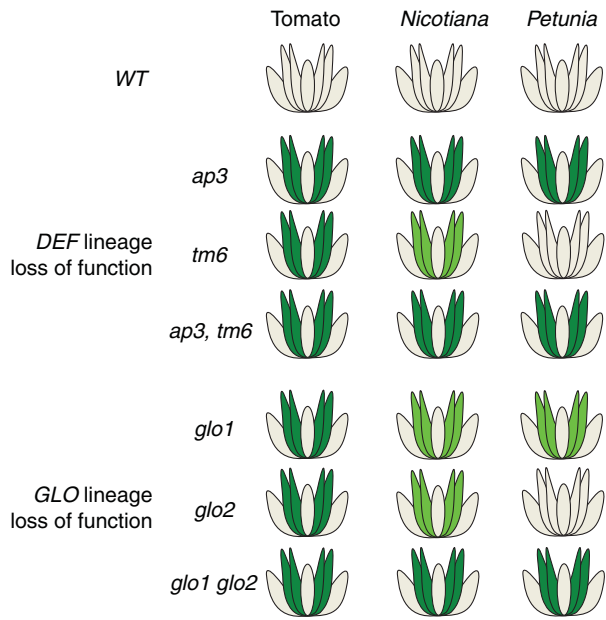 Tomato Nicotiana Petunia
WT
ap3
DEF lineage
loss of function
tm6
ap3, tm6
glo1
GLO lineage
loss of function
glo2
glo1 glo2